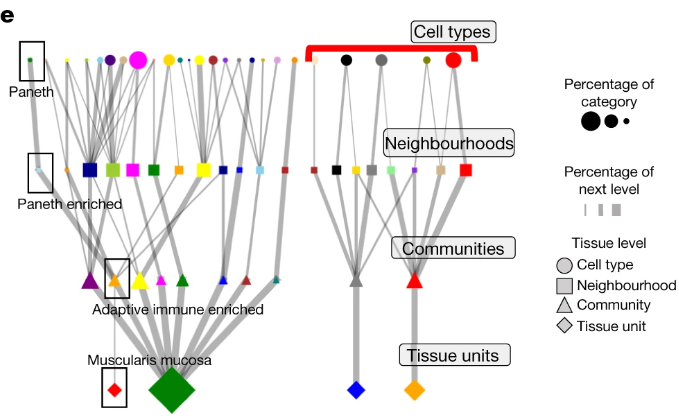 e
Cell types
Paneth
Neighbourhoods
Paneth enriched
Communities
Adaptive immune enriched
Muscularis mucosa
Tissue units
Percentage of
category
Percentage of
next level
Tissue level
Cell type
Neighbourhood
Community
Tissue unit